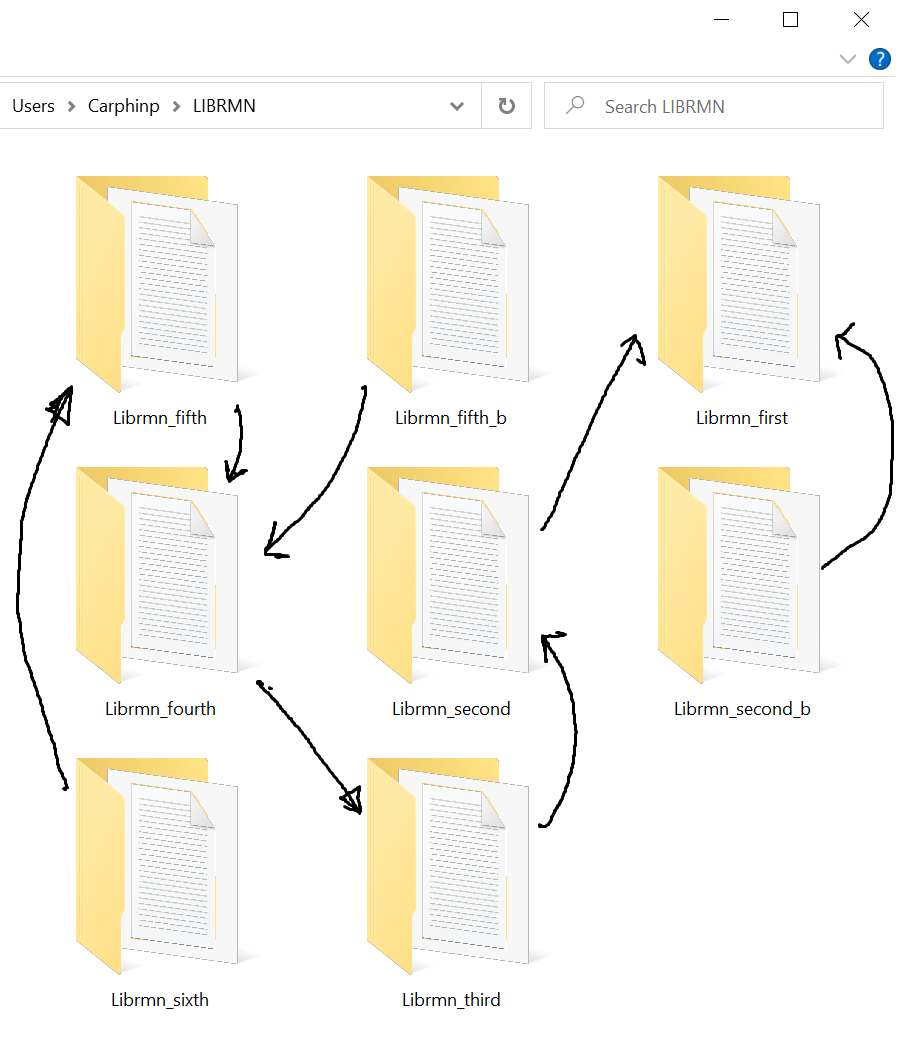 ?
Users > Carphinp > LIBRMN
Search LIBRMN
Librmn_fifth
Librmn_fifth_b
Librmn_first
Librmn_fourth
Librmn_second
Librmn_second_b
Librmn_sixth
Librmn_third